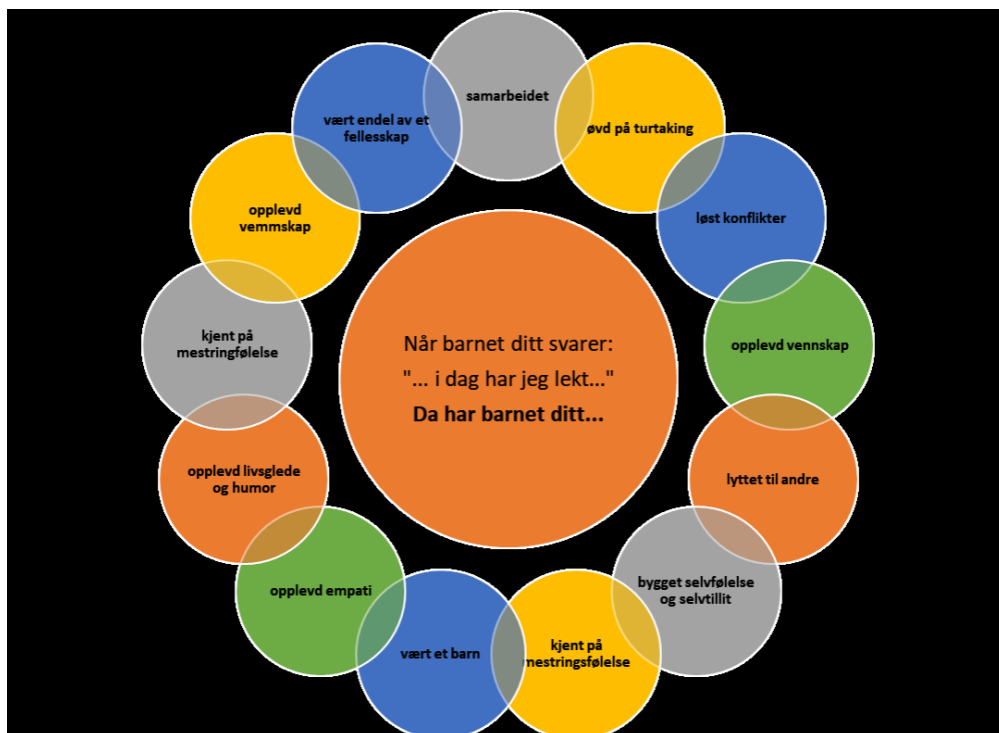 samarbeidet
øvd på turtaking
løst konflikter
opplevd vennskap
lyttet til andre
bygget selvfølelse
og selvtillit
kjent på
mestringsfølelse
vært et barn
opplevd empati
opplevd livsglede
og humor
kjent på
mestringfølelse
opplevd
vemmskap
vært endel av et
fellesskap
Når barnet ditt svarer:
"... i dag har jeg lekt..."
Da har barnet ditt...